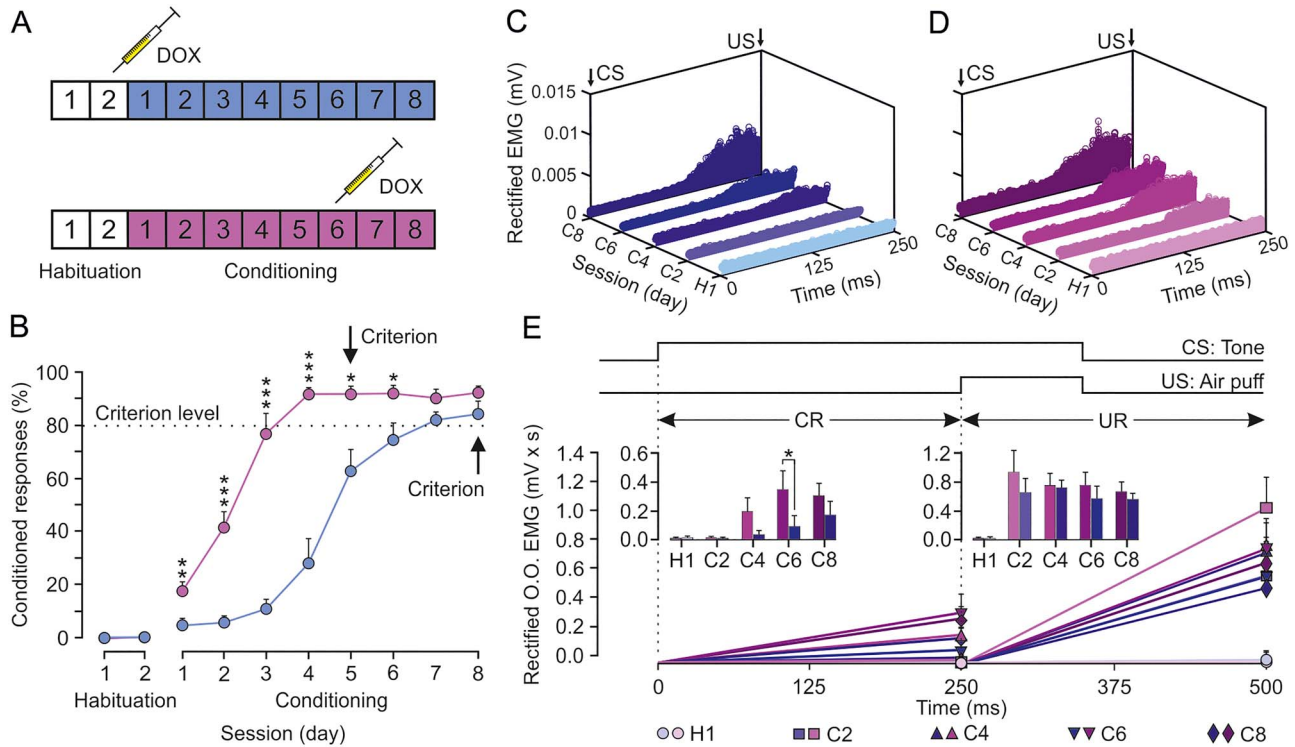 A
DOX
1 2 1 2 3 4 5 6 7 8
DOX
1 2 1 2 3 4 5 6 7 8
Habituation Conditioning
B
Conditioned responses (%)
100
80
60
40
20
0
Criterion level
** *** *** *** * *
Criterion
Criterion
1 2 1 2 3 4 5 6 7 8
Habituation Conditioning
Session (day)
C
CS
US
Rectified EMG (mV)
0.015
0.01
0.005
0
C8 C6 C4 C2 H1
Session (day)
0 125 250
Time (ms)
D
CS
US
C8 C6 C4 C2 H1
Session (day)
0 125 250
Time (ms)
E
CS: Tone
US: Air puff
CR UR
Rectified O.O. EMG (mV x s)
1.4
1.2
1.0
0.8
0.6
0.4
0.2
0.0
0.6
0.4
0.2
0.0
*
H1 C2 C4 C6 C8
1.2
0.8
0.4
0.0
H1 C2 C4 C6 C8
0 125 250 375 500
Time (ms)
H1 C2 C4 C6 C8